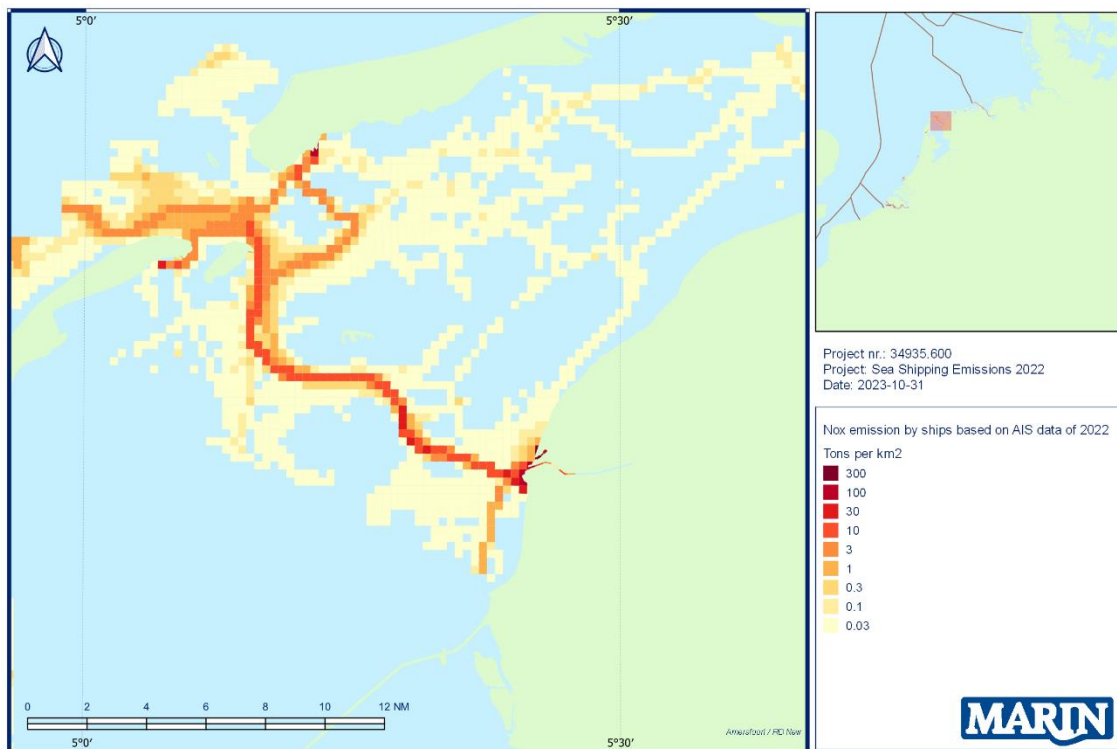 5°0'
5°30'
0 2 4 6 8 10 12 NM
Amersfoort / RD New
5°0'
5°30'
Project nr.: 34935.600
Project: Sea Shipping Emissions 2022
Date: 2023-10-31
Nox emission by ships based on AIS data of 2022
Tons per km2
300
100
30
10
3
1
0.3
0.1
0.03
MARIN